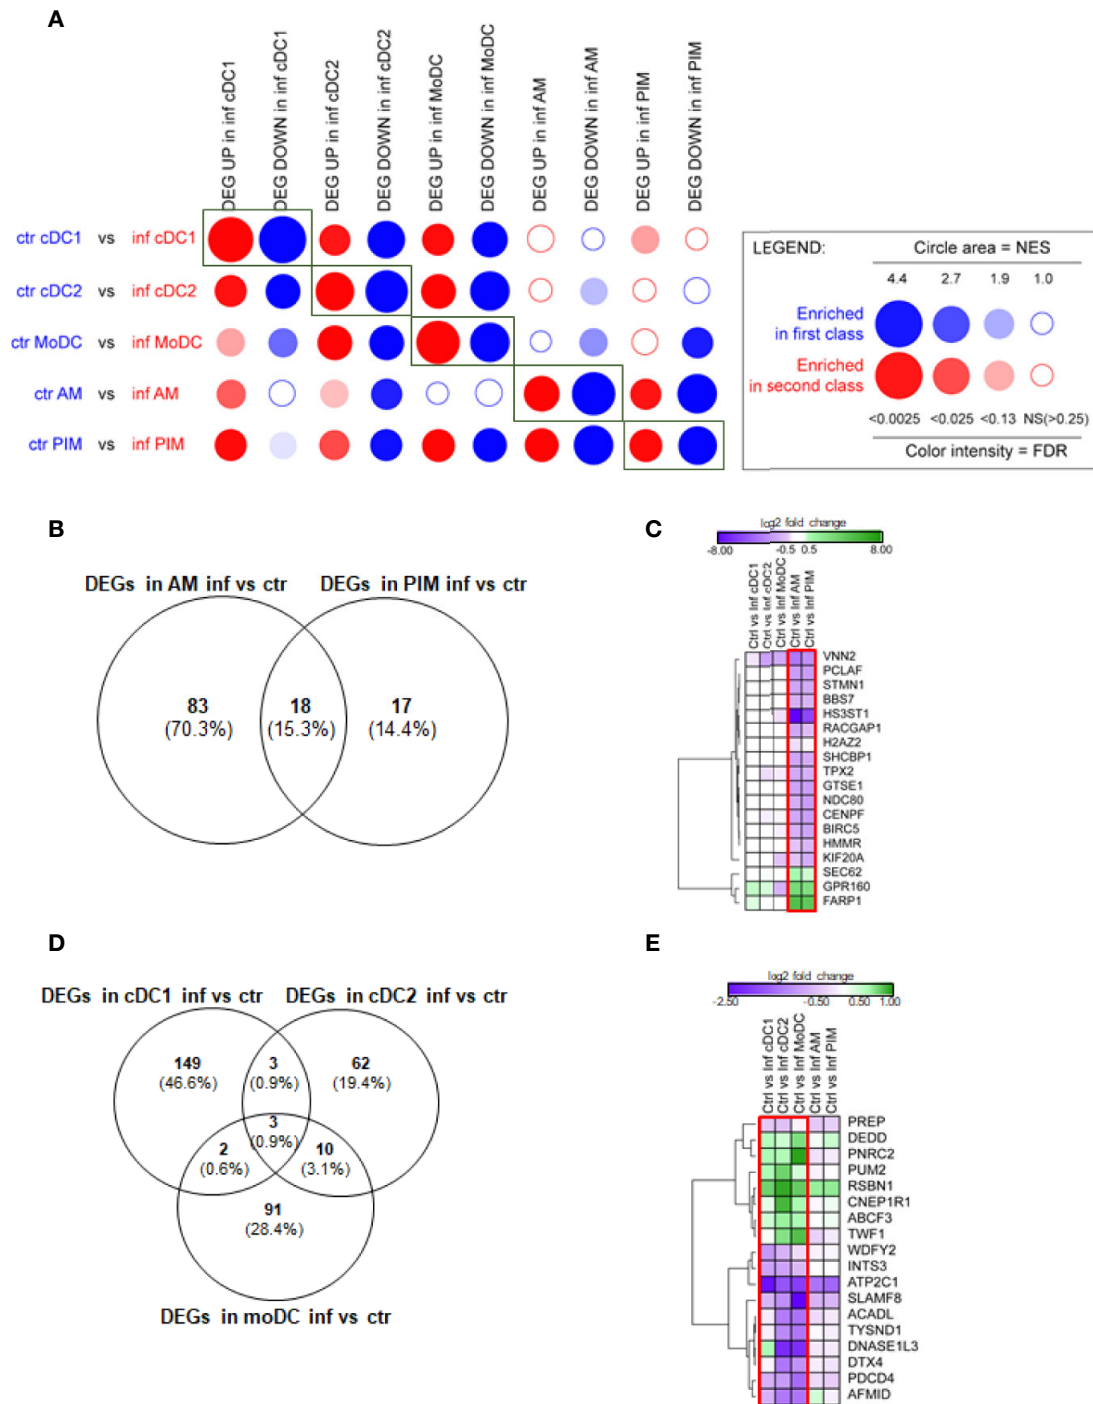 A
DEG UP in inf cDC1
DEG DOWN in inf cDC1
DEG UP in inf cDC2
DEG DOWN in inf cDC2
DEG UP in inf MoDC
DEG DOWN in inf MoDC
DEG UP in inf AM
DEG DOWN in inf AM
DEG UP in inf PIM
DEG DOWN in inf PIM
ctr cDC1 vs inf cDC1
ctr cDC2 vs inf cDC2
ctr MoDC vs inf MoDC
ctr AM vs inf AM
ctr PIM vs inf PIM
LEGEND: Circle area = NES
4.4 2.7 1.9 1.0
Enriched
in first class
Enriched
in second class
<0.0025 <0.025 <0.13 NS(>0.25)
Color intensity = FDR
B
DEGs in AM inf vs ctr DEGs in PIM inf vs ctr
83 18 17
(70.3%) (15.3%) (14.4%)
C
log2 fold change
-8.00 -0.5 0.5 8.00
Ctrl vs Inf cDC1
Ctrl vs Inf cDC2
Ctrl vs Inf MoDC
Ctrl vs Inf AM
Ctrl vs Inf PIM
VNN2
PCLAF
STMN1
BBS7
HS3ST1
RACGAP1
H2AZ2
SHCBP1
TPX2
GTSE1
NDC80
CENPF
BIRC5
HMMR
KIF20A
SEC62
GPR160
FARP1
D
DEGs in cDC1 inf vs ctr DEGs in cDC2 inf vs ctr
149 3 62
(46.6%) (0.9%) (19.4%)
3
(0.9%)
2 10
(0.6%) (3.1%)
91
(28.4%)
DEGs in moDC inf vs ctr
E
log2 fold change
-2.50 -0.50 0.50 1.00
Ctrl vs Inf cDC1
Ctrl vs Inf cDC2
Ctrl vs Inf MoDC
Ctrl vs Inf AM
Ctrl vs Inf PIM
PREP
DEDD
PNRC2
PUM2
RSBN1
CNEP1R1
ABCF3
TWF1
WDFY2
INTS3
ATP2C1
SLAMF8
ACADL
TYSND1
DNASE1L3
DTX4
PDCD4
AFMID